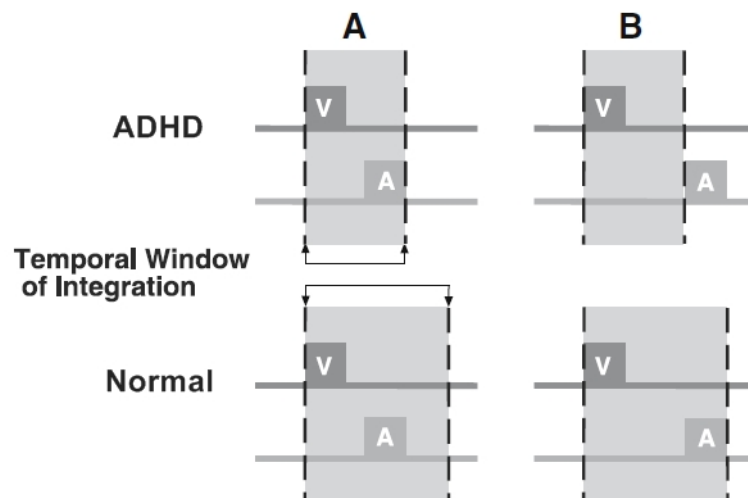 A B
V V
ADHD
A A
Temporal Window
of Integration
V V
Normal
A A